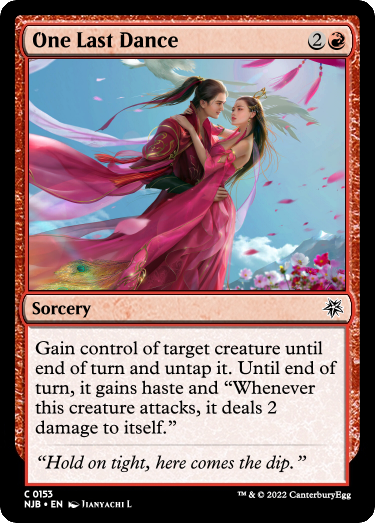 One Last Dance 2
Sorcery
Gain control of target creature until
end of turn and untap it. Until end of
turn, it gains haste and “Whenever
this creature attacks, it deals 2
damage to itself.”
“Hold on tight, here comes the dip.”
C 0153
NJB • EN JIANYACHI L
™ & © 2022 CanterburyEgg